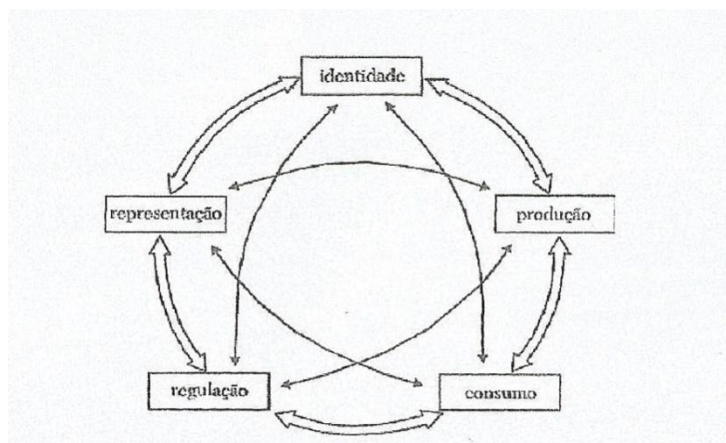 identidade
representação
produção
regulação
consumo